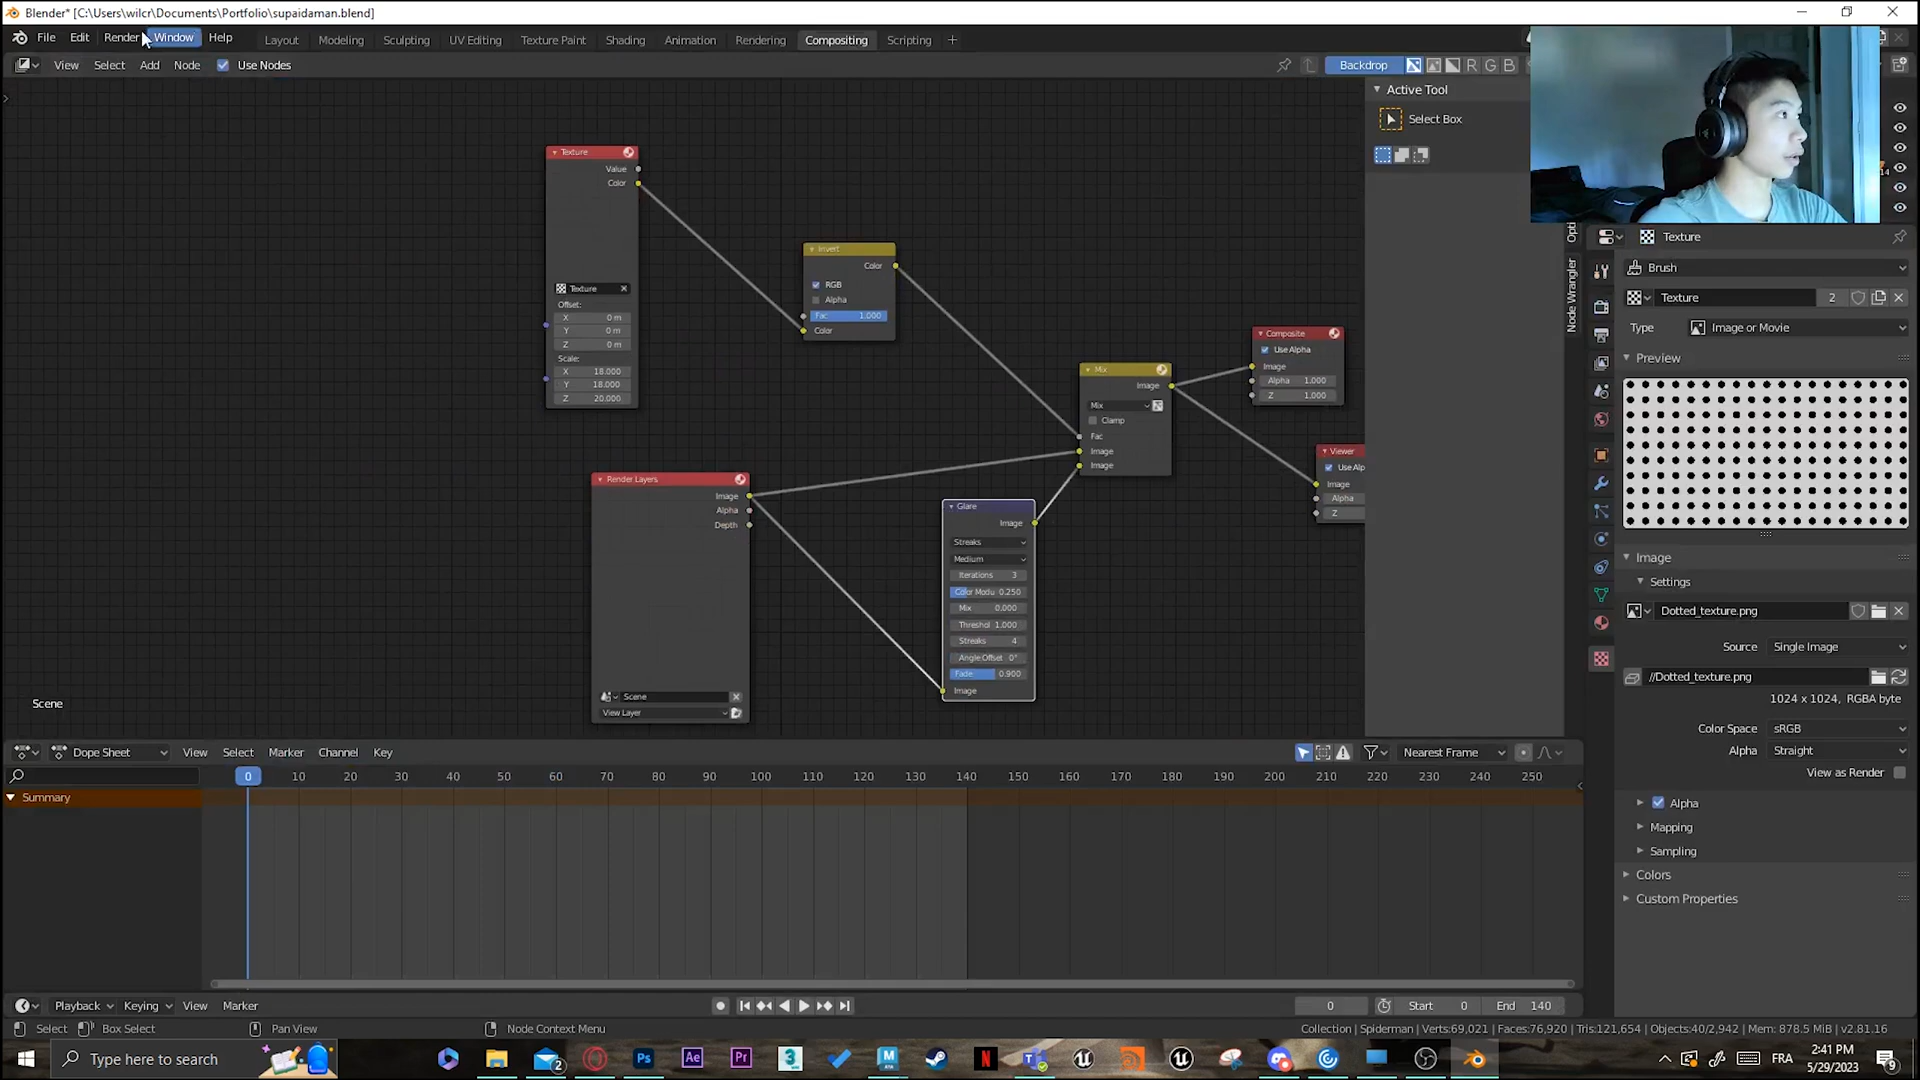 Blender* [C:\Users\wilcr\Documents\Portfolio\supaidaman.blend]
File Edit Render Window Help Layout Modeling Sculpting UV Editing Texture Paint Shading Animation Rendering Compositing Scripting +
View Select Add Node Use Nodes Backdrop R G B
Active Tool
Select Box
Texture
Value
Color
Texture
Offset:
X 0 m
Y 0 m
Z 0 m
Scale:
X 18.000
Y 18.000
Z 20.000
Invert
Color
RGB
Alpha
Fac 1.000
Color
Mix
Image
Mix
Clamp
Fac
Image
Image
Composite
Use Alpha
Image
Alpha 1.000
Z 1.000
Viewer
Use Alp
Image
Alpha
Z
Render Layers
Image
Alpha
Depth
Scene
View Layer
Glare
Image
Streaks
Medium
Iterations 3
Color Modu 0.250
Mix 0.000
Threshol 1.000
Streaks 4
Angle Offset 0°
Fade 0.900
Image
Scene
Node Wrangler
Texture
Brush
Texture 2
Type Image or Movie
Preview
Image
Settings
Dotted_texture.png
Source Single Image
//Dotted_texture.png
1024 x 1024, RGBA byte
Color Space sRGB
Alpha Straight
View as Render
Alpha
Mapping
Sampling
Colors
Custom Properties
Dope Sheet View Select Marker Channel Key Nearest Frame
0 10 20 30 40 50 60 70 80 90 100 110 120 130 140 150 160 170 180 190 200 210 220 230 240 250
Summary
Playback Keying View Marker 0 Start 0 End 140
Select Box Select Pan View Node Context Menu Collection | Spiderman | Verts:69,021 | Faces:76,920 | Tris:121,654 | Objects:40/2,942 | Mem: 878.5 MiB | v2.81.16
Type here to search
2
Ps Ae Pr 3 M N
FRA
2:41 PM
5/29/2023
9